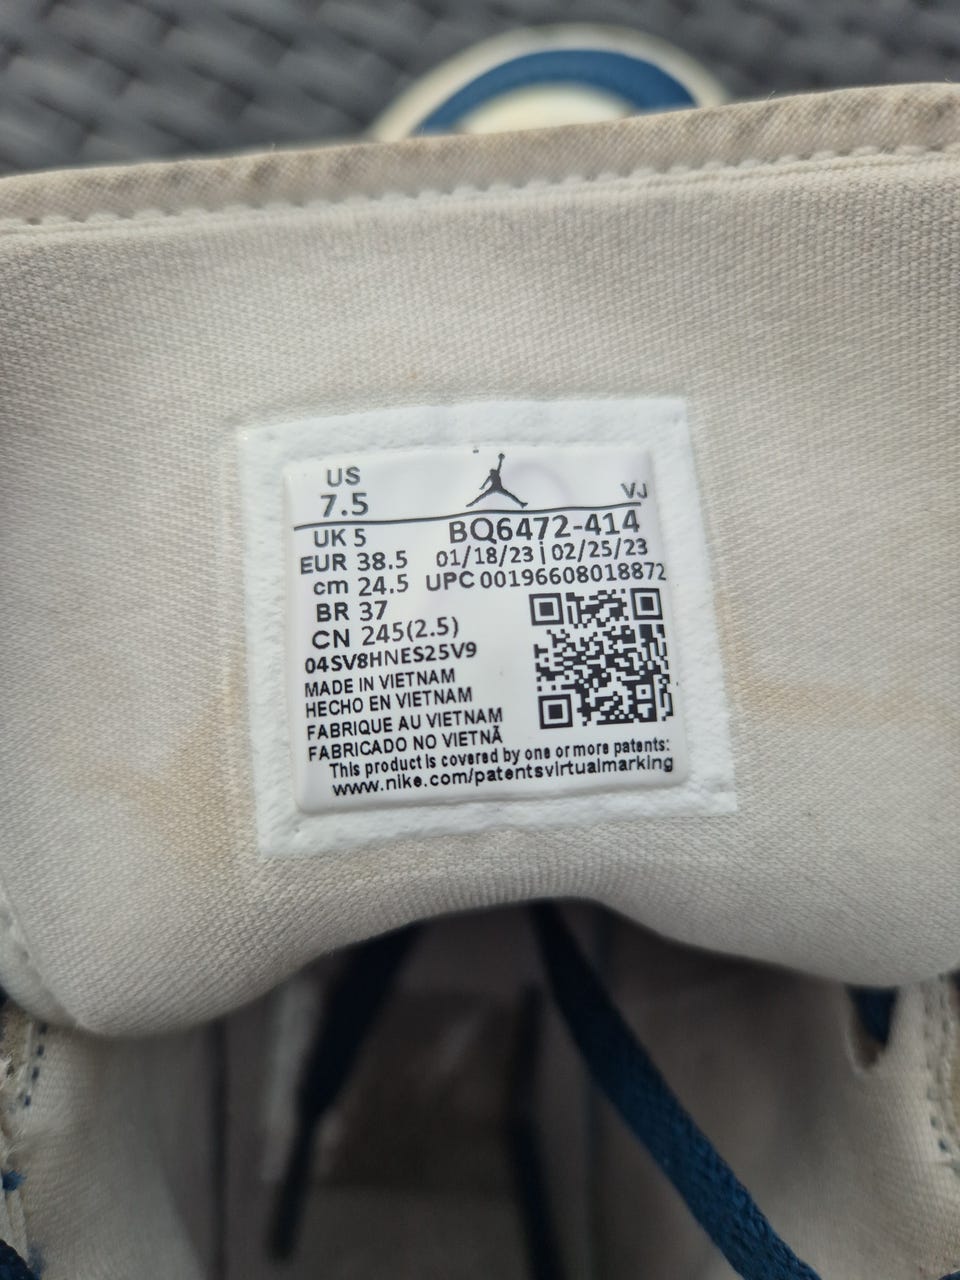 US
7.5
VJ
UK 5
BQ6472-414
EUR 38.5
01/18/23 | 02/25/23
cm 24.5
UPC 00196608018872
BR 37
CN 245(2.5)
04SV8HNES25V9
MADE IN VIETNAM
HECHO EN VIETNAM
FABRIQUE AU VIETNAM
FABRICADO NO VIETNÃ
This product is covered by one or more patents:
www.nike.com/patentsvirtualmarking